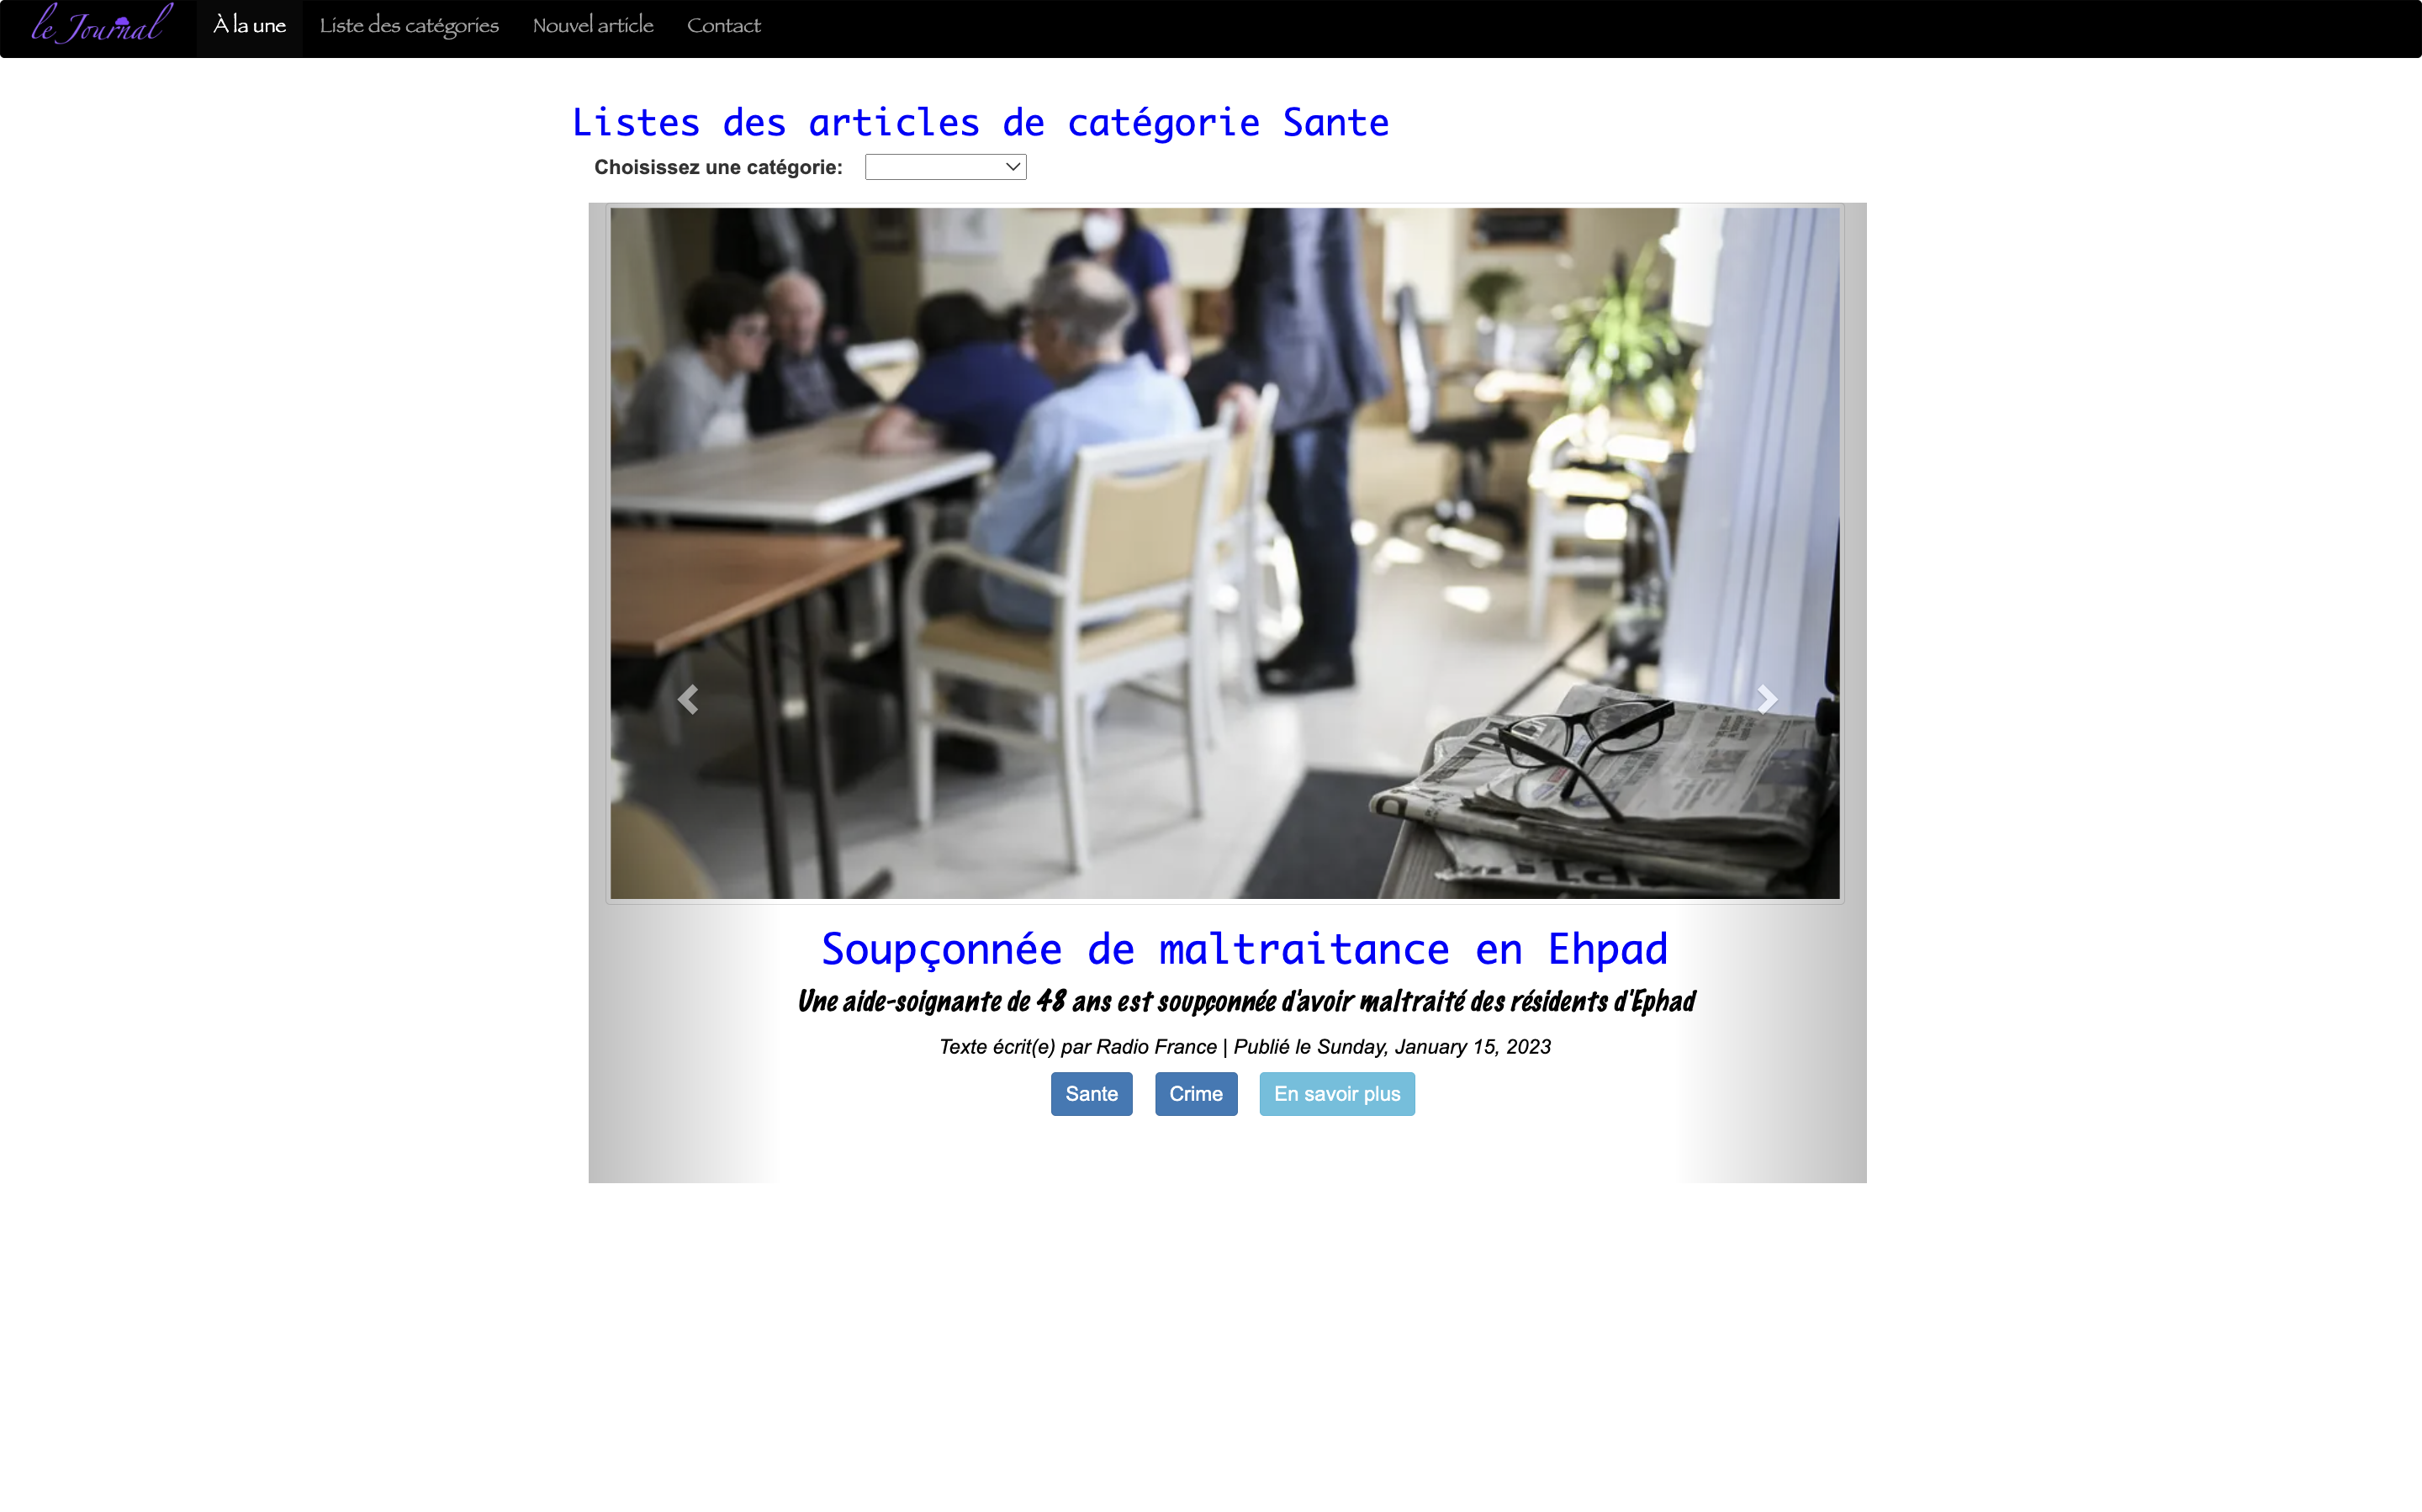 le Journal À la une Liste des catégories Nouvel article Contact
Listes des articles de catégorie Sante
Choisissez une catégorie:
Soupçonnée de maltraitance en Ehpad
Une aide-soignante de 48 ans est soupçonnée d'avoir maltraité des résidents d'Ephad
Texte écrit(e) par Radio France | Publié le Sunday, January 15, 2023
Sante Crime En savoir plus